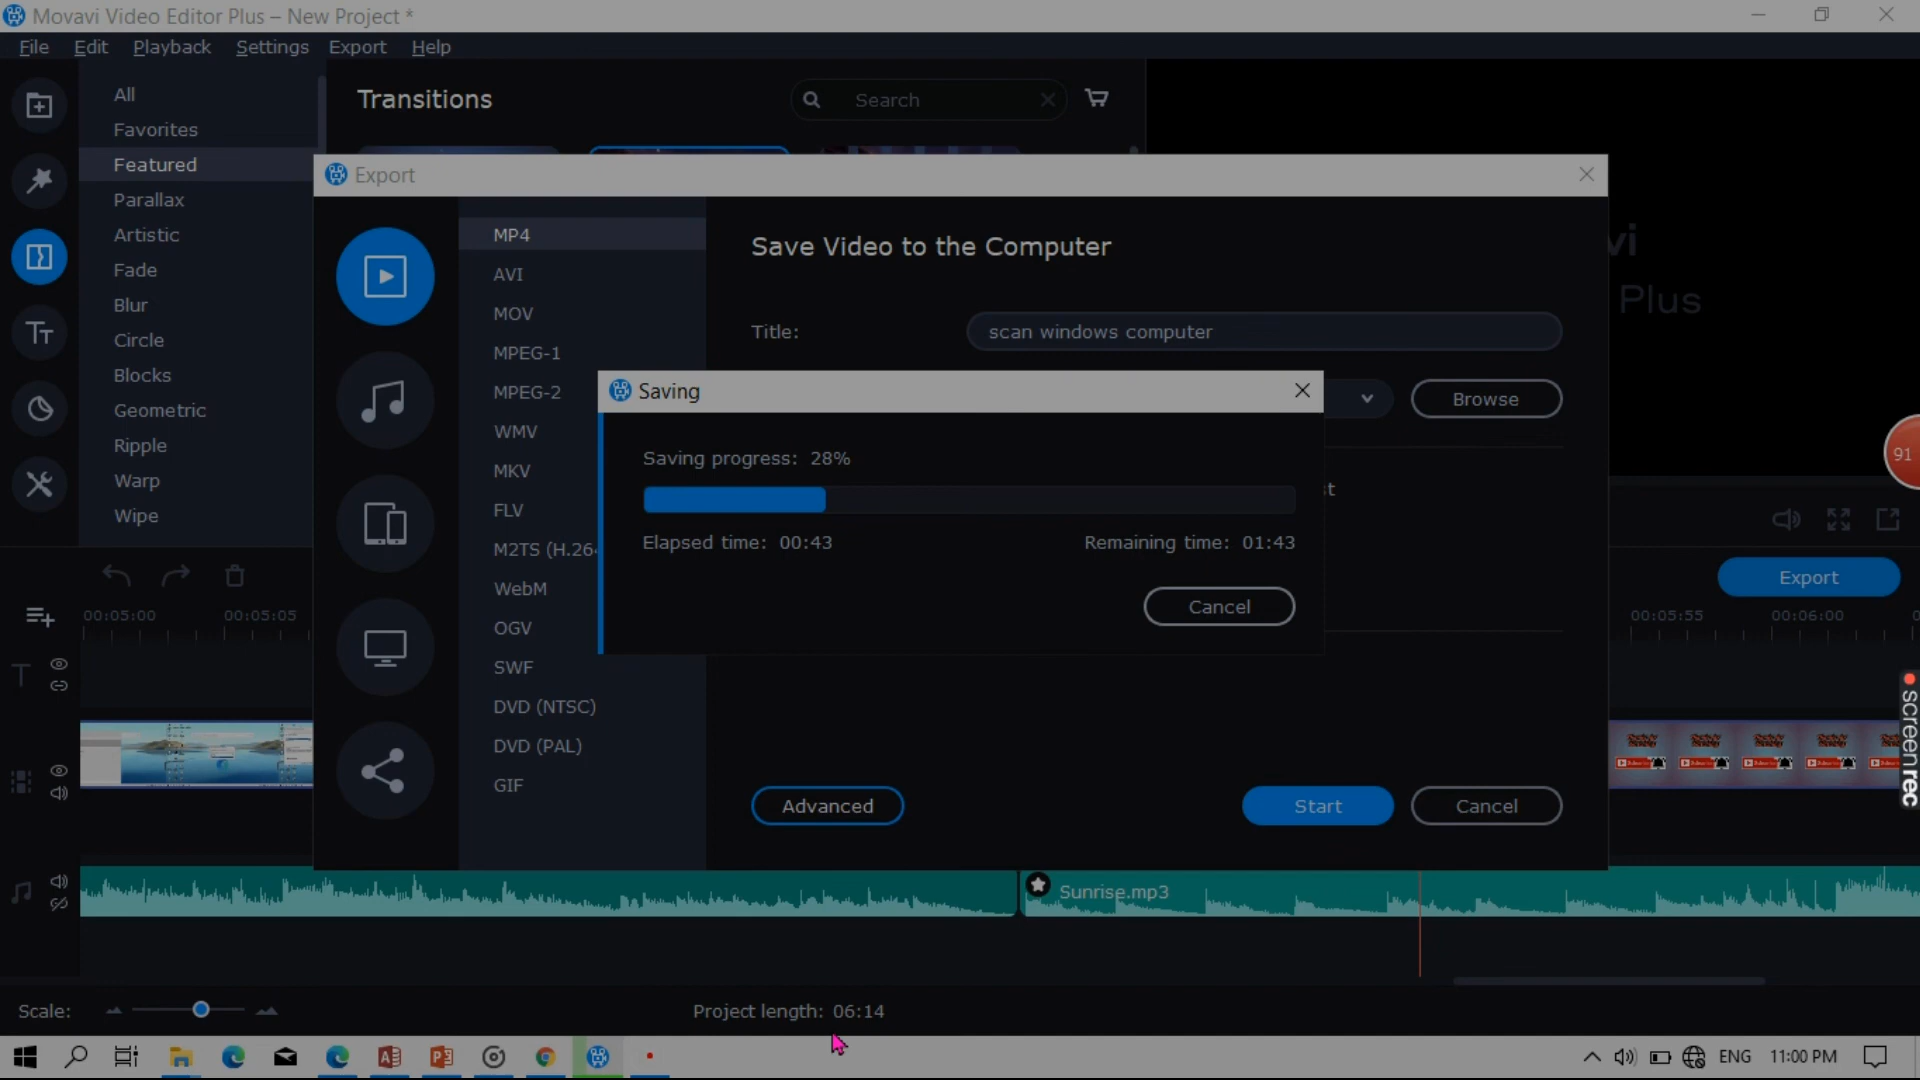 Movavi Video Editor Plus – New Project *
File Edit Playback Settings Export Help
All
Favorites
Featured
Parallax
Artistic
Fade
Blur
Circle
Blocks
Geometric
Ripple
Warp
Wipe
Transitions
Search
Export
MP4
AVI
MOV
MPEG-1
MPEG-2
WMV
MKV
FLV
M2TS (H.264
WebM
OGV
SWF
DVD (NTSC)
DVD (PAL)
GIF
Save Video to the Computer
Title: scan windows computer
Browse
Saving
Saving progress: 28%
Elapsed time: 00:43 Remaining time: 01:43
Cancel
Advanced Start Cancel
vi
Plus
91
Export
00:05:00 00:05:05 00:05:55 00:06:00
screenrec
Sunrise.mp3
Scale: Project length: 06:14
ENG 11:00 PM